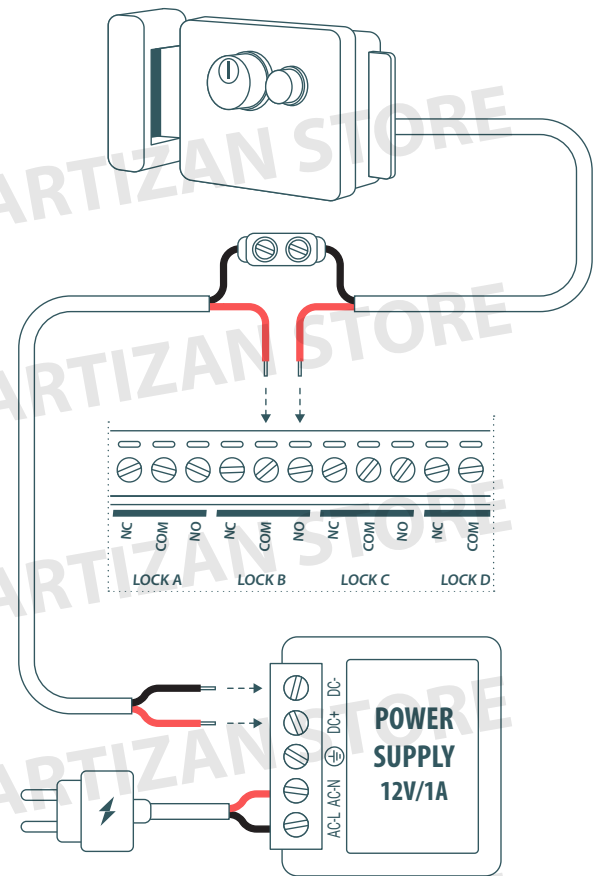 ARTIZAN STORE
ARTIZAN STORE
NC COM NO NC COM NO NC COM NO NC COM
LOCK A LOCK B LOCK C LOCK D
ARTIZAN STORE
DC-
DC+
AC-N
AC-L
POWER
SUPPLY
12V/1A
ARTIZAN STORE